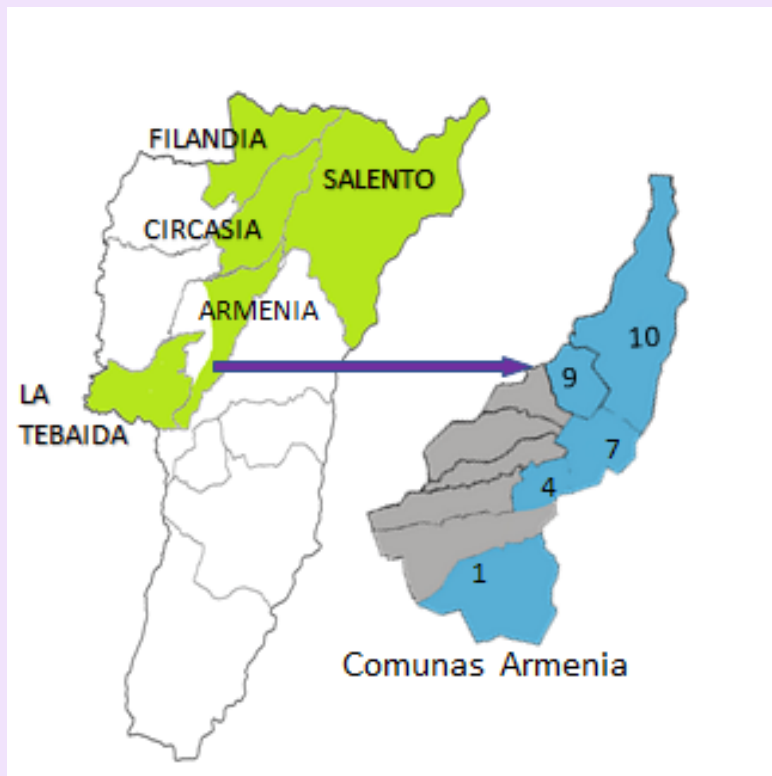 FILANDIA
SALENTO
CIRCASIA
ARMENIA
LA
TEBAIDA
10
9
7
4
1
Comunas Armenia